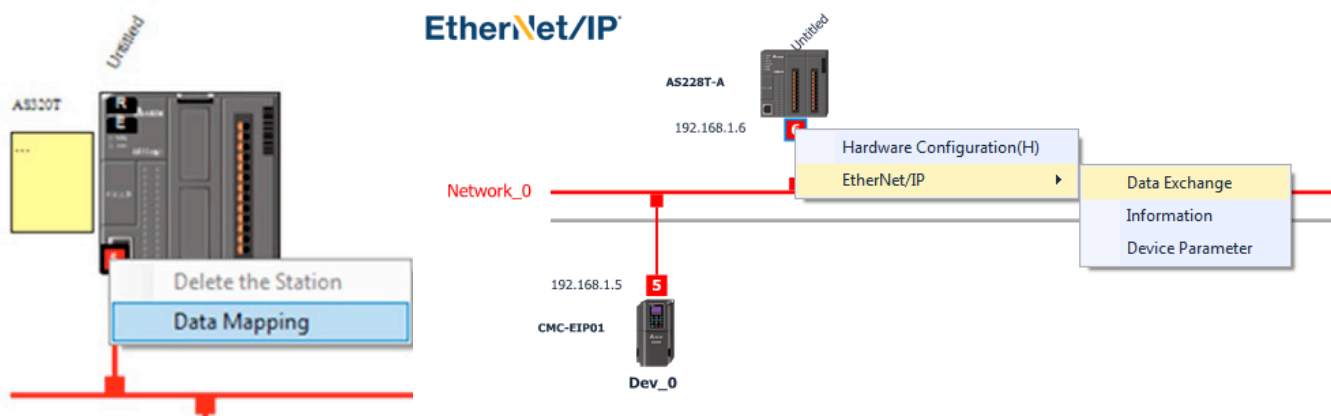 Untitled
AS320T
...
R
E
Delete the Station
Data Mapping
EtherNet/IP
Untitled
AS228T-A
192.168.1.6
Hardware Configuration(H)
EtherNet/IP
Data Exchange
Information
Device Parameter
Network_0
192.168.1.5
5
CMC-EIP01
Dev_0